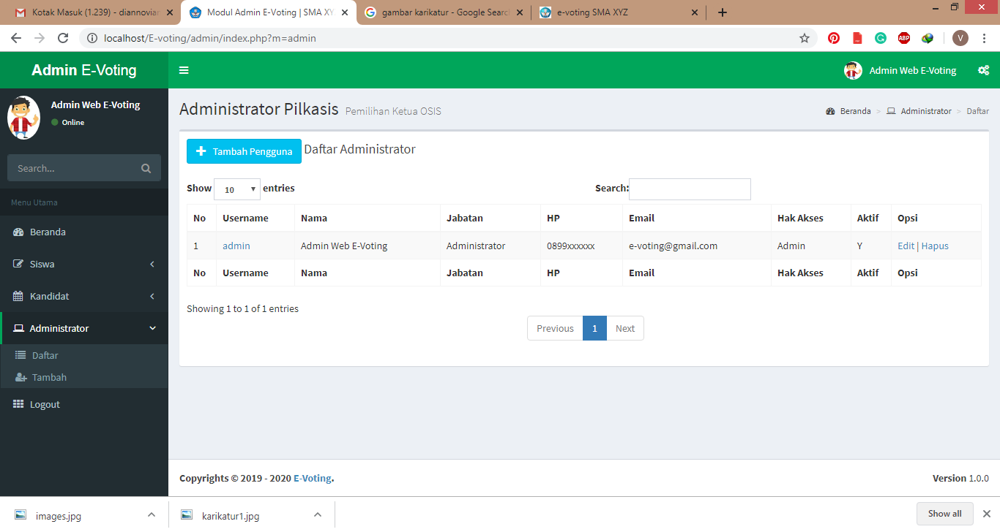 Kotak Masuk (1.239) - diannovian
Modul Admin E-Voting | SMA XY
gambar karikatur - Google Searc
e-voting SMA XYZ
localhost/E-voting/admin/index.php?m=admin
ABP
V
Admin E-Voting
Admin Web E-Voting
Admin Web E-Voting
Online
Search...
Menu Utama
Beranda
Siswa
Kandidat
Administrator
Daftar
Tambah
Logout
Administrator Pilkasis Pemilihan Ketua OSIS
Beranda > Administrator > Daftar
Tambah Pengguna Daftar Administrator
Show 10 entries Search:
No Username Nama Jabatan HP Email Hak Akses Aktif Opsi
1 admin Admin Web E-Voting Administrator 0899xxxxxx e-voting@gmail.com Admin Y Edit | Hapus
No Username Nama Jabatan HP Email Hak Akses Aktif Opsi
Showing 1 to 1 of 1 entries
Previous 1 Next
Copyrights © 2019 - 2020 E-Voting. Version 1.0.0
images.jpg
karikatur1.jpg
Show all